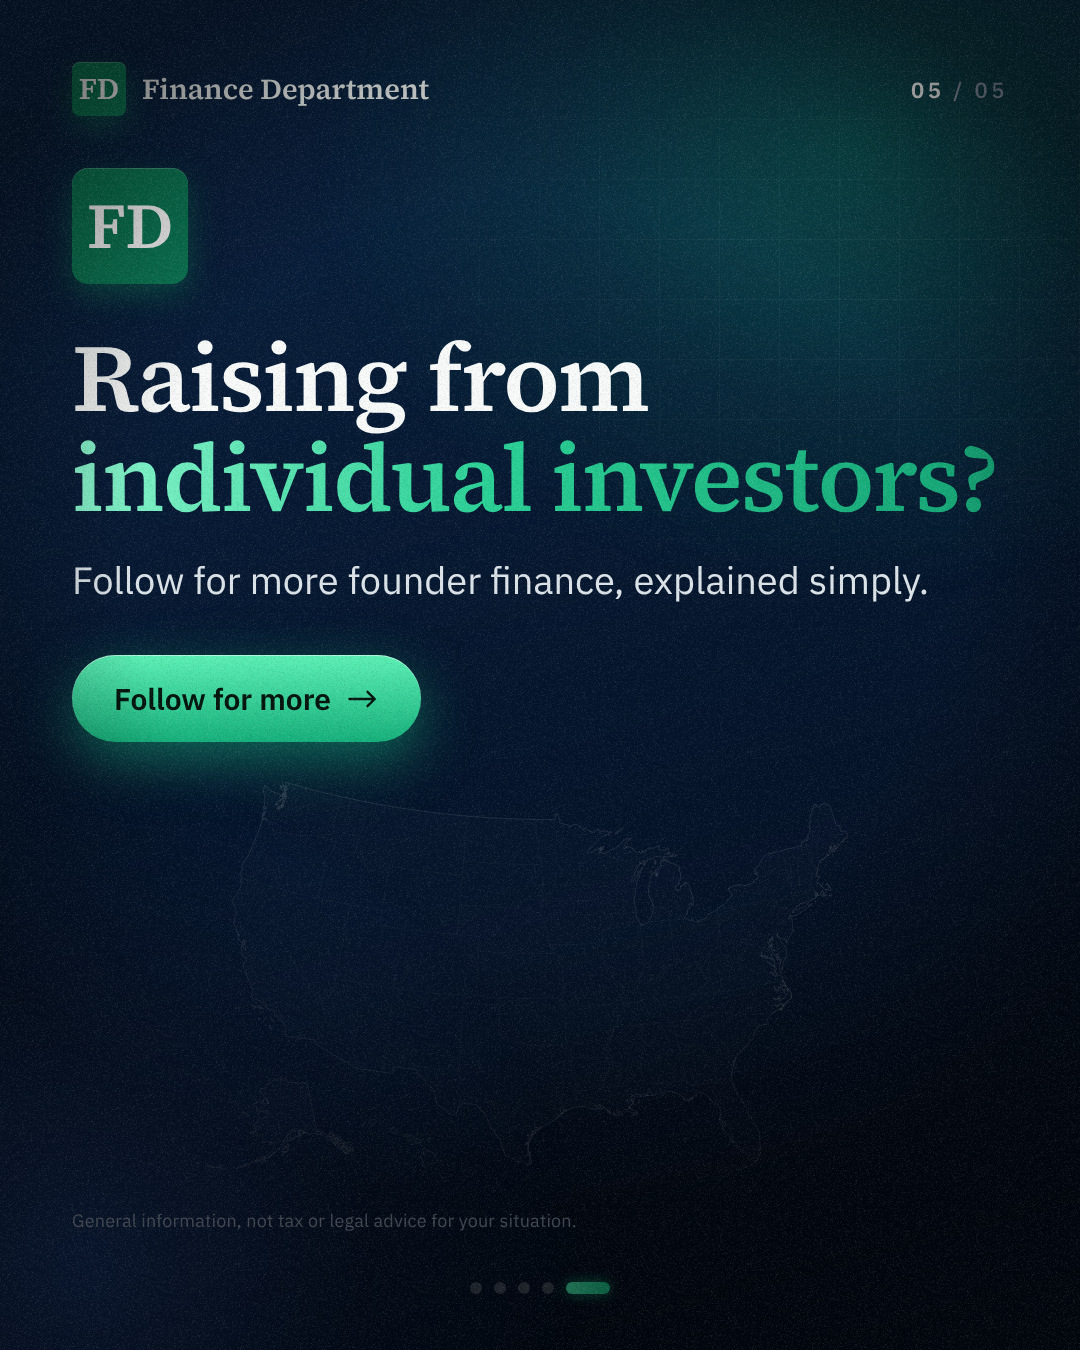 FD Finance Department 05 / 05
FD
Raising from
individual investors?
Follow for more founder finance, explained simply.
Follow for more →
General information, not tax or legal advice for your situation.